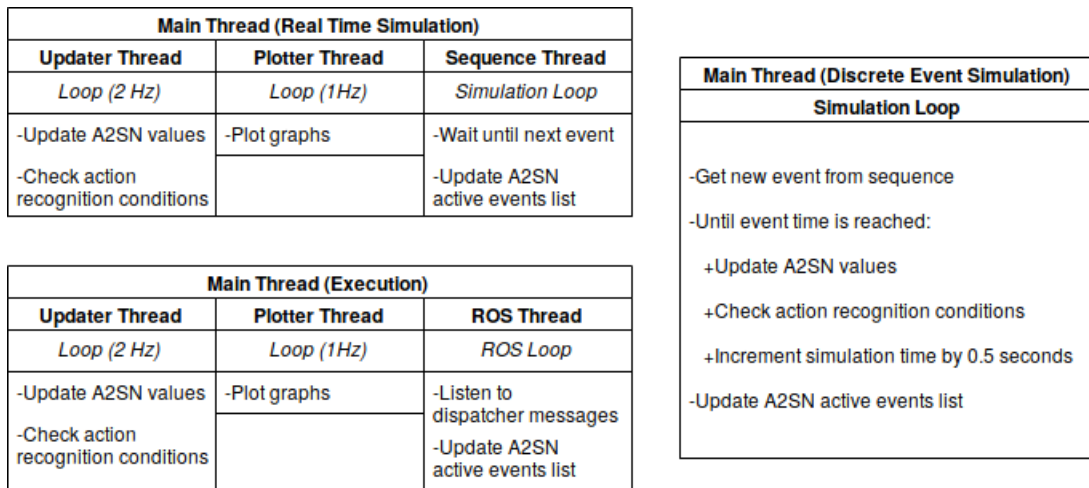 Main Thread (Real Time Simulation)
Updater Thread
Plotter Thread
Sequence Thread
Loop (2 Hz)
Loop (1Hz)
Simulation Loop
-Update A2SN values
-Check action
recognition conditions
-Plot graphs
-Wait until next event
-Update A2SN
active events list
Main Thread (Execution)
Updater Thread
Plotter Thread
ROS Thread
Loop (2 Hz)
Loop (1Hz)
ROS Loop
-Update A2SN values
-Check action
recognition conditions
-Plot graphs
-Listen to
dispatcher messages
-Update A2SN
active events list
Main Thread (Discrete Event Simulation)
Simulation Loop
-Get new event from sequence
-Until event time is reached:
+Update A2SN values
+Check action recognition conditions
+Increment simulation time by 0.5 seconds
-Update A2SN active events list